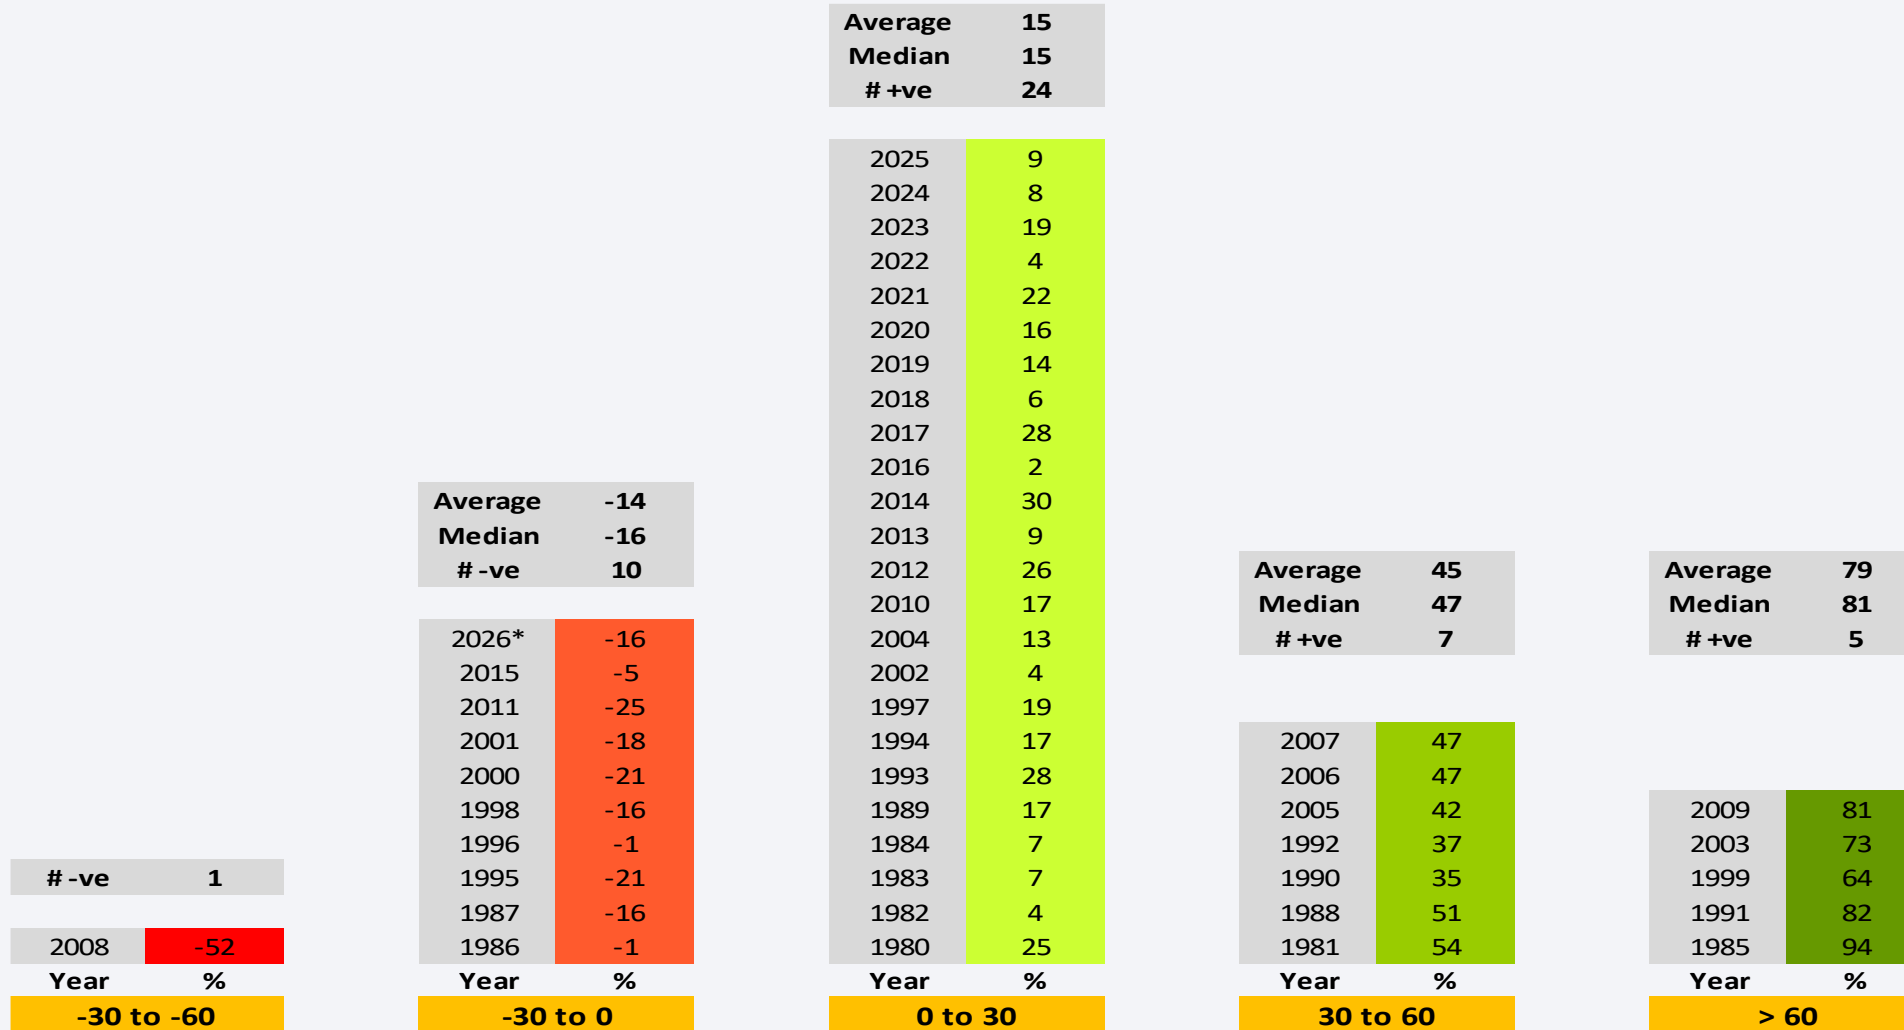 # -ve 1
2008 -52
Year %
-30 to -60
Average -14
Median -16
# -ve 10
2026* -16
2015 -5
2011 -25
2001 -18
2000 -21
1998 -16
1996 -1
1995 -21
1987 -16
1986 -1
Year %
-30 to 0
Average 15
Median 15
# +ve 24
2025 9
2024 8
2023 19
2022 4
2021 22
2020 16
2019 14
2018 6
2017 28
2016 2
2014 30
2013 9
2012 26
2010 17
2004 13
2002 4
1997 19
1994 17
1993 28
1989 17
1984 7
1983 7
1982 4
1980 25
Year %
0 to 30
Average 45
Median 47
# +ve 7
2007 47
2006 47
2005 42
1992 37
1990 35
1988 51
1981 54
Year %
30 to 60
Average 79
Median 81
# +ve 5
2009 81
2003 73
1999 64
1991 82
1985 94
Year %
> 60